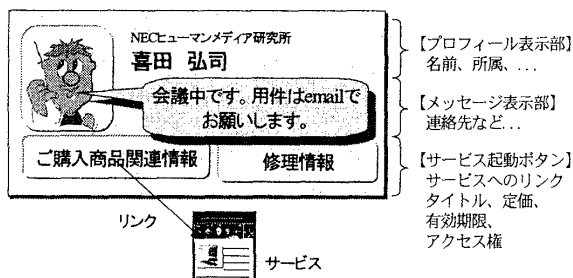 NECヒューマンメディア研究所
喜田 弘司
会議中です。用件はemailで
お願いします。
ご購入商品関連情報
修理情報
リンク
サービス
【プロフィール表示部】
名前、所属、...
【メッセージ表示部】
連絡先など...
【サービス起動ボタン】
サービスへのリンク
タイトル、定価、
有効期限、
アクセス権